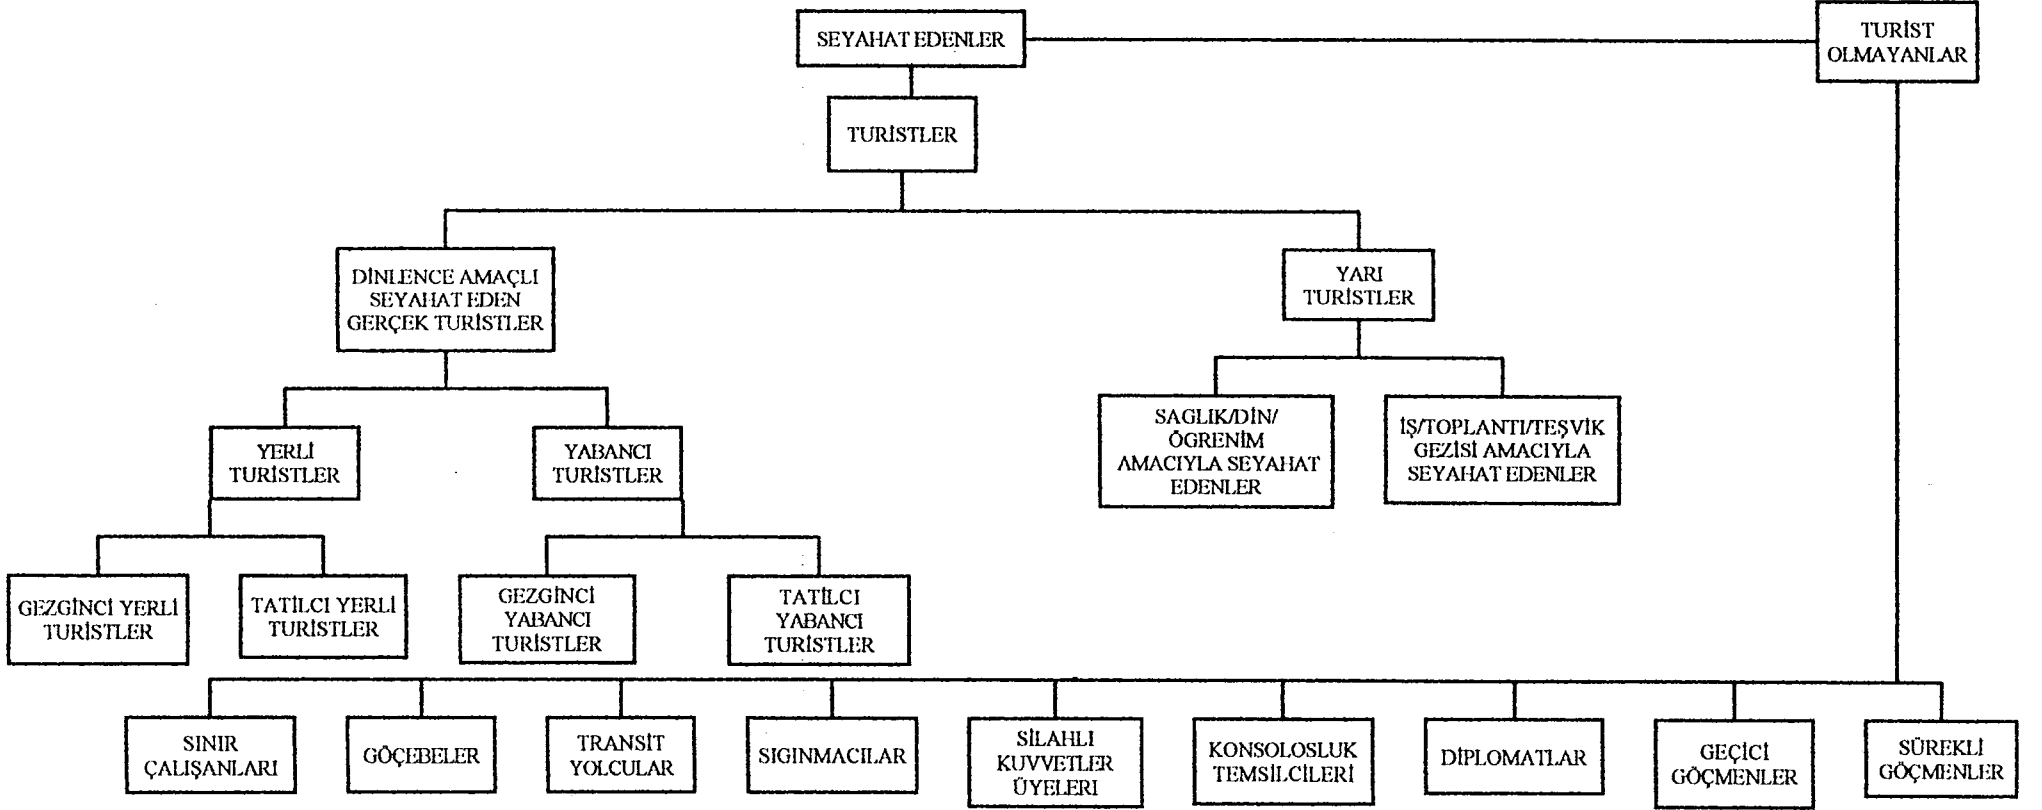 SEYAHAT EDENLER
TURİST
OLMAYANLAR
TURİSTLER
DİNLENCE AMAÇLI
SEYAHAT EDEN
GERÇEK TURİSTLER
YARI
TURİSTLER
YERLİ
TURİSTLER
YABANCI
TURİSTLER
SAGLIK/DİN/
ÖGRENİM
AMACIYLA SEYAHAT
EDENLER
İŞ/TOPLANTI/TEŞVİK
GEZİSİ AMACIYLA
SEYAHAT EDENLER
GEZGİNCİ YERLİ
TURİSTLER
TATİLCİ YERLİ
TURİSTLER
GEZGİNCİ
YABANCI
TURİSTLER
TATİLCİ
YABANCI
TURİSTLER
SINIR
ÇALIŞANLARI
GÖÇEBELER
TRANSİT
YOLCULAR
SIGINMACILAR
SİLAHLI
KUVVETLER
ÜYELERİ
KONSOLOSLUK
TEMSİLCİLERİ
DİPLOMATLAR
GEÇİCİ
GÖÇMENLER
SÜREKLİ
GÖÇMENLER